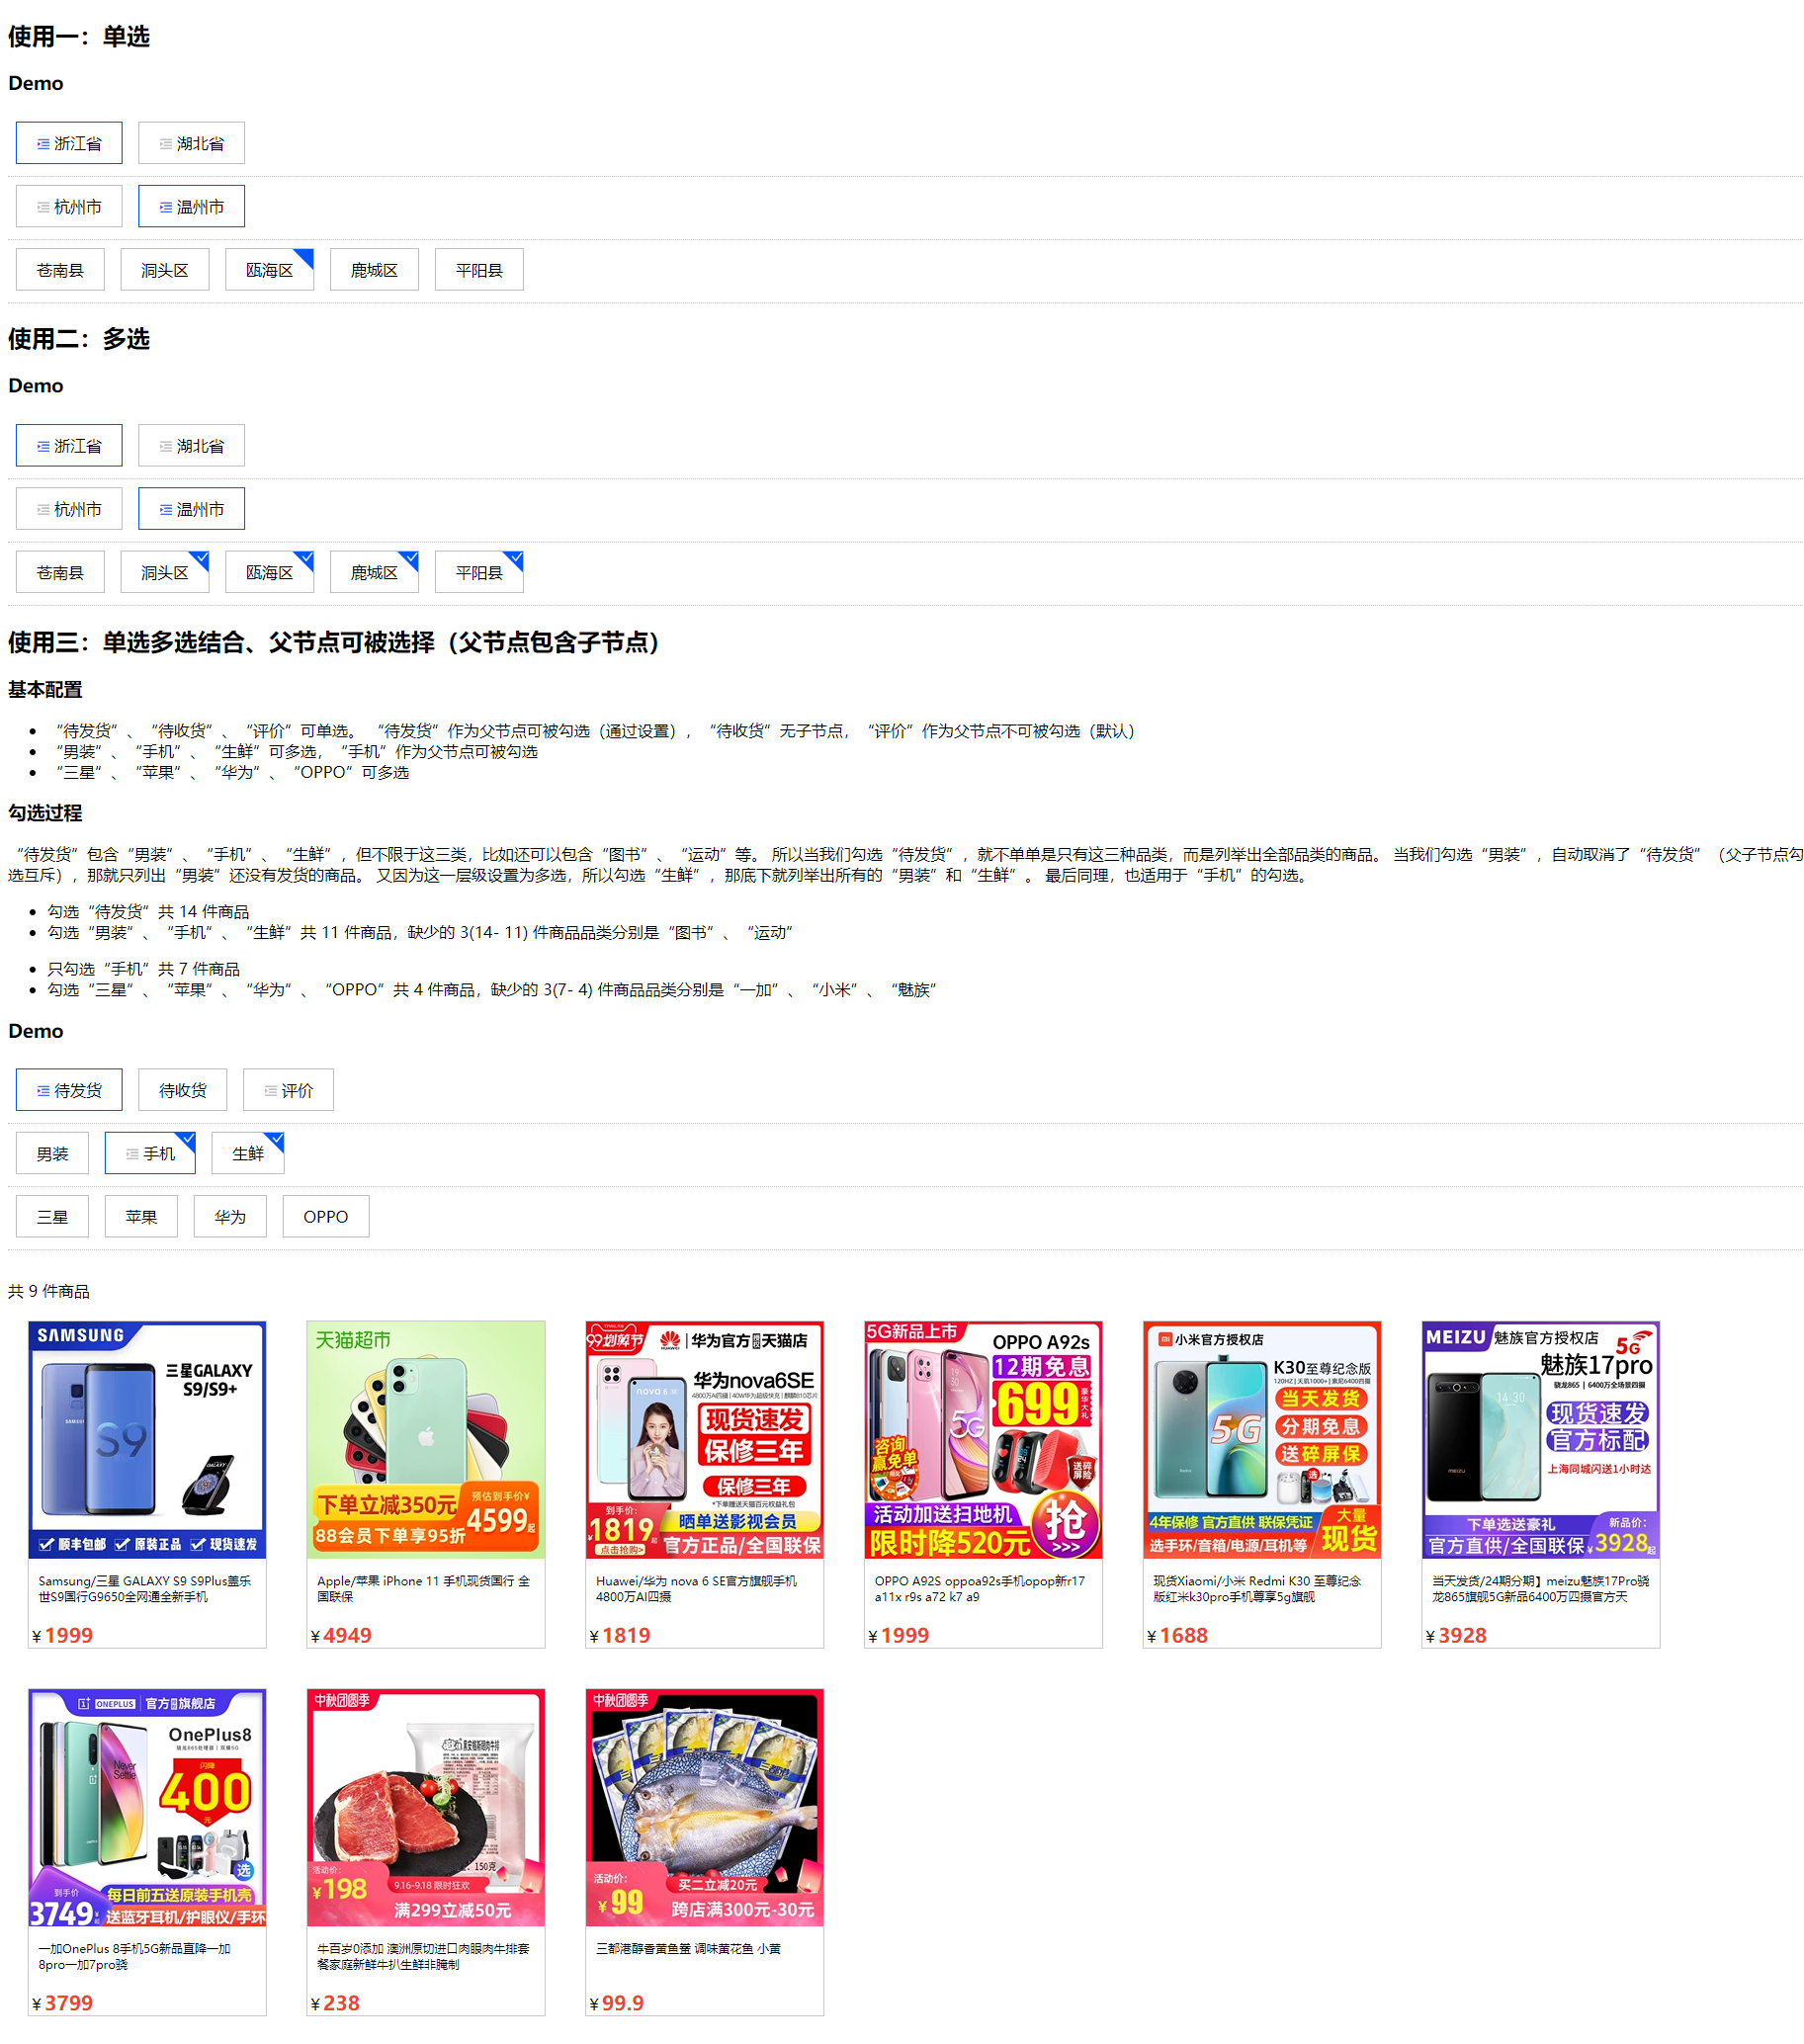 使用一：单选
Demo
浙江省 湖北省
杭州市 温州市
苍南县 洞头区 瓯海区 鹿城区 平阳县
使用二：多选
Demo
浙江省 湖北省
杭州市 温州市
苍南县 洞头区 瓯海区 鹿城区 平阳县
使用三：单选多选结合、父节点可被选择（父节点包含子节点）
基本配置
“待发货”、“待收货”、“评价”可单选。 “待发货”作为父节点可被勾选（通过设置），“待收货”无子节点，“评价”作为父节点不可被勾选（默认）
“男装”、“手机”、“生鲜”可多选，“手机”作为父节点可被勾选
“三星”、“苹果”、“华为”、“OPPO”可多选
勾选过程
“待发货”包含“男装”、“手机”、“生鲜”，但不限于这三类，比如还可以包含“图书”、“运动”等。 所以当我们勾选“待发货”，就不单单是只有这三种品类，而是列举出全部品类的商品。 当我们勾选“男装”，自动取消了“待发货”（父子节点勾
选互斥），那就只列出“男装”还没有发货的商品。 又因为这一层级设置为多选，所以勾选“生鲜”，那底下就列举出所有的“男装”和“生鲜”。 最后同理，也适用于“手机”的勾选。
勾选“待发货”共 14 件商品
勾选“男装”、“手机”、“生鲜”共 11 件商品，缺少的 3(14- 11) 件商品品类分别是“图书”、“运动”
只勾选“手机”共 7 件商品
勾选“三星”、“苹果”、“华为”、“OPPO”共 4 件商品，缺少的 3(7- 4) 件商品品类分别是“一加”、“小米”、“魅族”
Demo
待发货 待收货 评价
男装 手机 生鲜
三星 苹果 华为 OPPO
共 9 件商品
SAMSUNG
三星GALAXY
S9/S9+
S9
顺丰包邮 原装正品 现货速发
Samsung/三星 GALAXY S9 S9Plus盖乐
世S9国行G9650全网通全新手机
¥ 1999
天猫超市
下单立减350元
预估到手价¥
4599起
88会员下单享95折
Apple/苹果 iPhone 11 手机现货国行 全
国联保
¥ 4949
99划算节
华为官方 天猫店
华为nova6SE
nova 6
现货速发
保修三年
保修三年
到手价：
¥1819起
点击抢购>
晒单送影视会员
官方正品/全国联保
Huawei/华为 nova 6 SE官方旗舰手机
4800万AI四摄
¥ 1819
5G新品上市
OPPO A92s
12期免息
699
豪华大礼
5G
咨询
赢免单
送碎屏险
活动加送扫地机
限时降520元
抢
>>>
OPPO A92S oppoa92s手机opop新r17
a11x r9s a72 k7 a9
¥ 1999
小米官方授权店
K30至尊纪念版
当天发货
分期免息
送碎屏保
5G
选
4年保修 官方直供 联保凭证
大量
现货
选手环/音箱/电源/耳机等
现货Xiaomi/小米 Redmi K30 至尊纪念
版红米k30pro手机尊享5g旗舰
¥ 1688
MEIZU 魅族官方授权店
5G
魅族17pro
骁龙865 | 6400万全场景四摄
14:30
现货速发
官方标配
上海同城闪送1小时达
下单选送豪礼
新品价：
官方直供/全国联保
¥3928起
当天发货/24期分期】meizu魅族17Pro骁
龙865旗舰5G新品6400万四摄官方天
¥ 3928
ONEPLUS 官方旗舰店
OnePlus8
Never
Settle
闪降
400
元
选
到手价
3749
每日前五送原装手机壳
送蓝牙耳机/护眼仪/手环
一加OnePlus 8手机5G新品直降一加
8pro一加7pro骁
¥ 3799
中秋团圆季
150克
活动价：
¥198
9.16-9.18 限时狂欢
满299立减50元
牛百岁0添加 澳洲原切进口肉眼肉牛排套
餐家庭新鲜牛扒生鲜非腌制
¥ 238
中秋团圆季
活动价：
¥99
买二立减20元
跨店满300元-30元
三都港醇香黄鱼鲞 调味黄花鱼 小黄
¥ 99.9